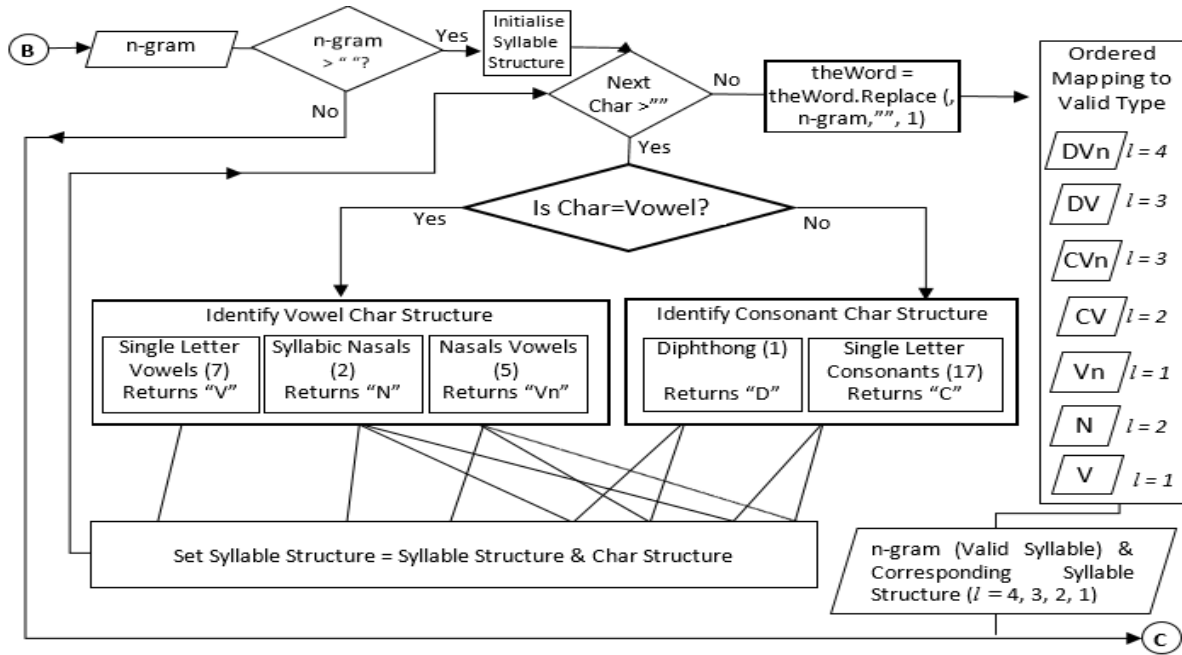 B
n-gram
n-gram
> “ ”?
Yes
No
Initialise
Syllable
Structure
Next
Char >””
No
Yes
theWord =
theWord.Replace (,
n-gram,””, 1)
Ordered
Mapping to
Valid Type
DVn l = 4
DV l = 3
CVn l = 3
CV l = 2
Vn l = 1
N l = 2
V l = 1
Is Char=Vowel?
Yes
No
Identify Vowel Char Structure
Single Letter
Vowels (7)
Returns “V”
Syllabic Nasals
(2)
Returns “N”
Nasals Vowels
(5)
Returns “Vn”
Identify Consonant Char Structure
Diphthong (1)
Returns “D”
Single Letter
Consonants (17)
Returns “C”
Set Syllable Structure = Syllable Structure & Char Structure
n-gram (Valid Syllable) &
Corresponding Syllable
Structure (l = 4, 3, 2, 1)
C